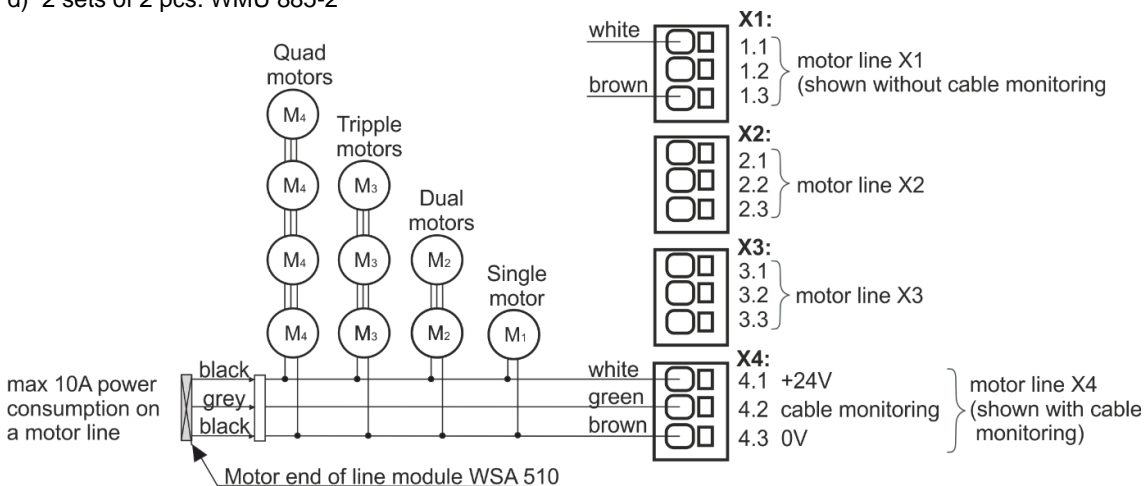 d) 2 sets of 2 pcs. WMU 885-2
Quad
motors
M4
M4
M4
M4
Tripple
motors
M3
M3
M3
Dual
motors
M2
M2
Single
motor
M1
white
brown
X1:
1.1
1.2
1.3
motor line X1
(shown without cable monitoring
X2:
2.1
2.2
2.3
motor line X2
X3:
3.1
3.2
3.3
motor line X3
max 10A power
consumption on
a motor line
black
grey
black
white
green
brown
X4:
4.1 +24V
4.2 cable monitoring
4.3 0V
motor line X4
(shown with cable
monitoring)
Motor end of line module WSA 510